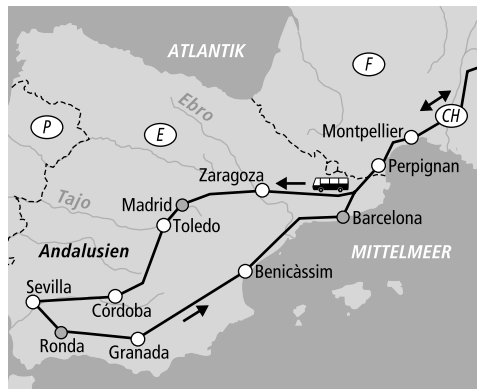 ATLANTIK
F
Ebro
CH
P
E
Montpellier
Perpignan
Zaragoza
Tajo
Madrid
Barcelona
Toledo
Andalusien
MITTELMEER
Benicàssim
Sevilla
Córdoba
Ronda
Granada